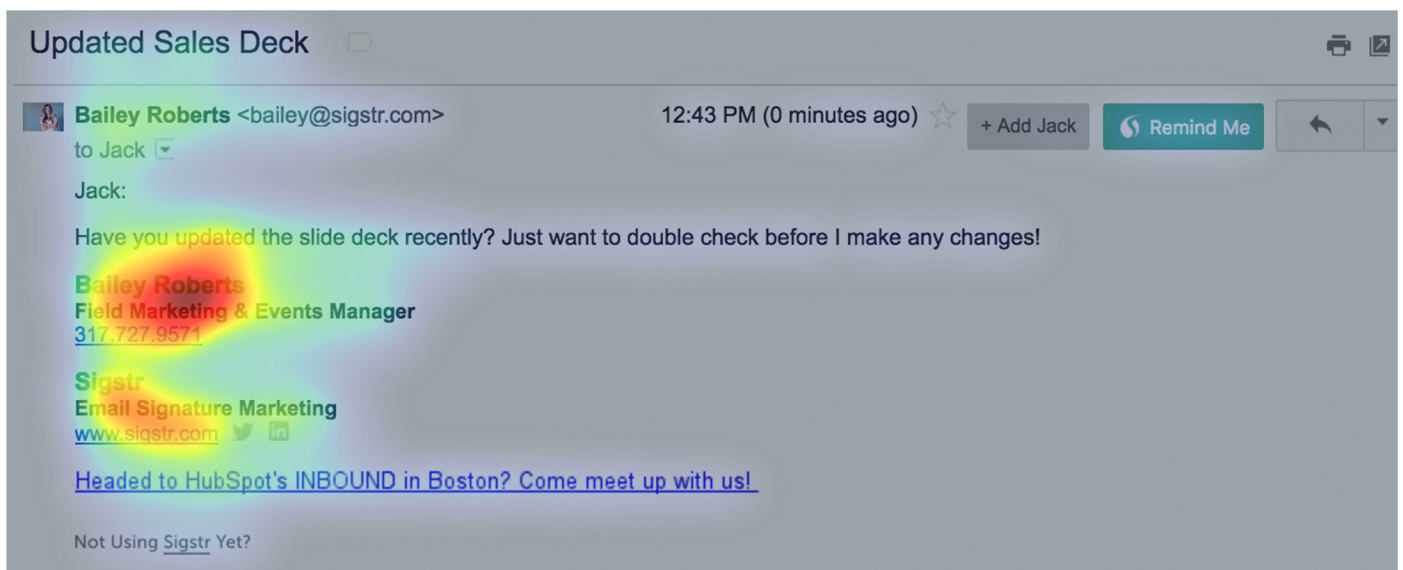 Updated Sales Deck
Bailey Roberts <bailey@sigstr.com> 12:43 PM (0 minutes ago) + Add Jack Remind Me
to Jack
Jack:
Have you updated the slide deck recently? Just want to double check before I make any changes!
Bailey Roberts
Field Marketing & Events Manager
317.727.9571
Sigstr
Email Signature Marketing
www.sigstr.com
Headed to HubSpot's INBOUND in Boston? Come meet up with us!
Not Using Sigstr Yet?